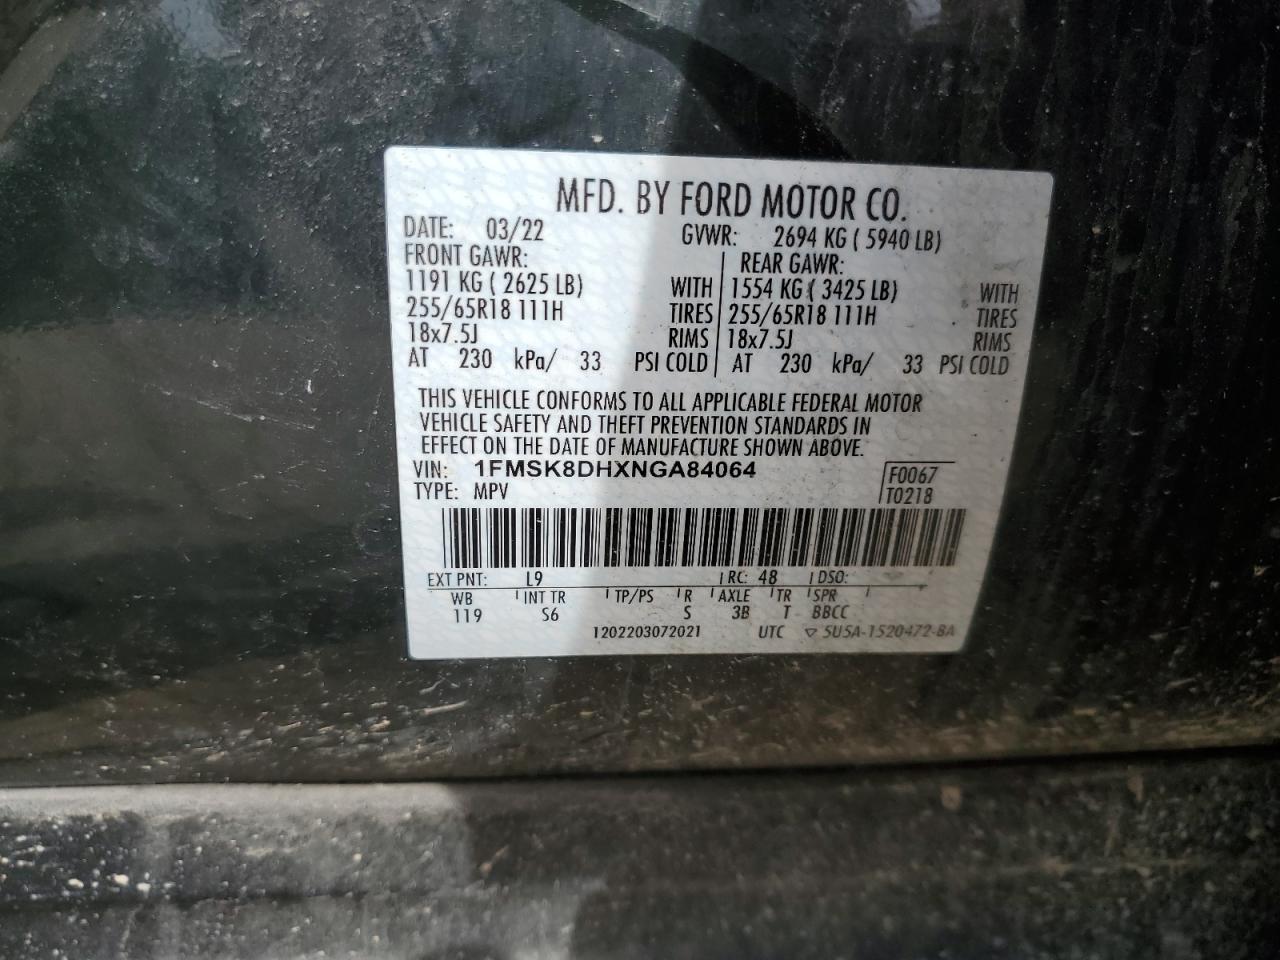 MFD. BY FORD MOTOR CO.
DATE: 03/22 GVWR: 2694 KG ( 5940 LB)
FRONT GAWR: REAR GAWR:
1191 KG ( 2625 LB) WITH 1554 KG ( 3425 LB) WITH
255/65R18 111H TIRES 255/65R18 111H TIRES
18x7.5J RIMS 18x7.5J RIMS
AT 230 kPa/ 33 PSI COLD AT 230 kPa/ 33 PSI COLD
THIS VEHICLE CONFORMS TO ALL APPLICABLE FEDERAL MOTOR
VEHICLE SAFETY AND THEFT PREVENTION STANDARDS IN
EFFECT ON THE DATE OF MANUFACTURE SHOWN ABOVE.
VIN: 1FMSK8DHXNGA84064 F0067
TYPE: MPV T0218
EXT PNT: L9 RC: 48 DSO:
WB INT TR TP/PS R AXLE TR SPR
119 S6 S 3B T BBCC
1202203072021 UTC ▽ 5U5A-1520472-BA